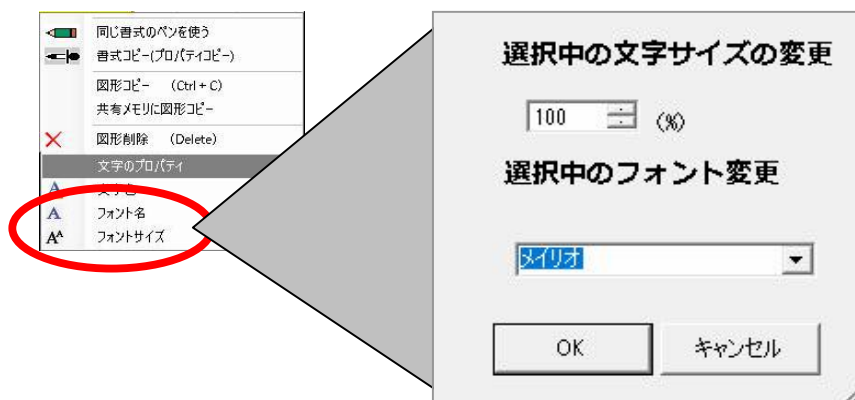 同じ書式のペンを使う
書式コピー(プロパティコピー)
図形コピー (Ctrl + C)
共有メモリに図形コピー
図形削除 (Delete)
文字のプロパティ
文字色
フォント名
フォントサイズ
選択中の文字サイズの変更
100 (%)
選択中のフォント変更
メイリオ
OK キャンセル